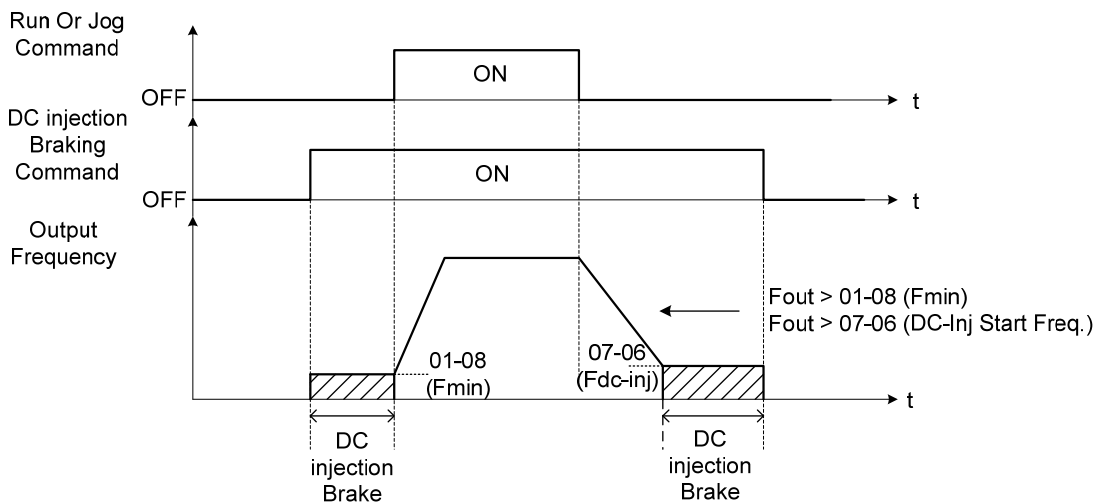 Run Or Jog
Command
ON
OFF
t
DC injection
Braking
Command
ON
OFF
t
Output
Frequency
Fout > 01-08 (Fmin)
Fout > 07-06 (DC-Inj Start Freq.)
01-08
(Fmin)
07-06
(Fdc-inj)
t
DC
injection
Brake
DC
injection
Brake